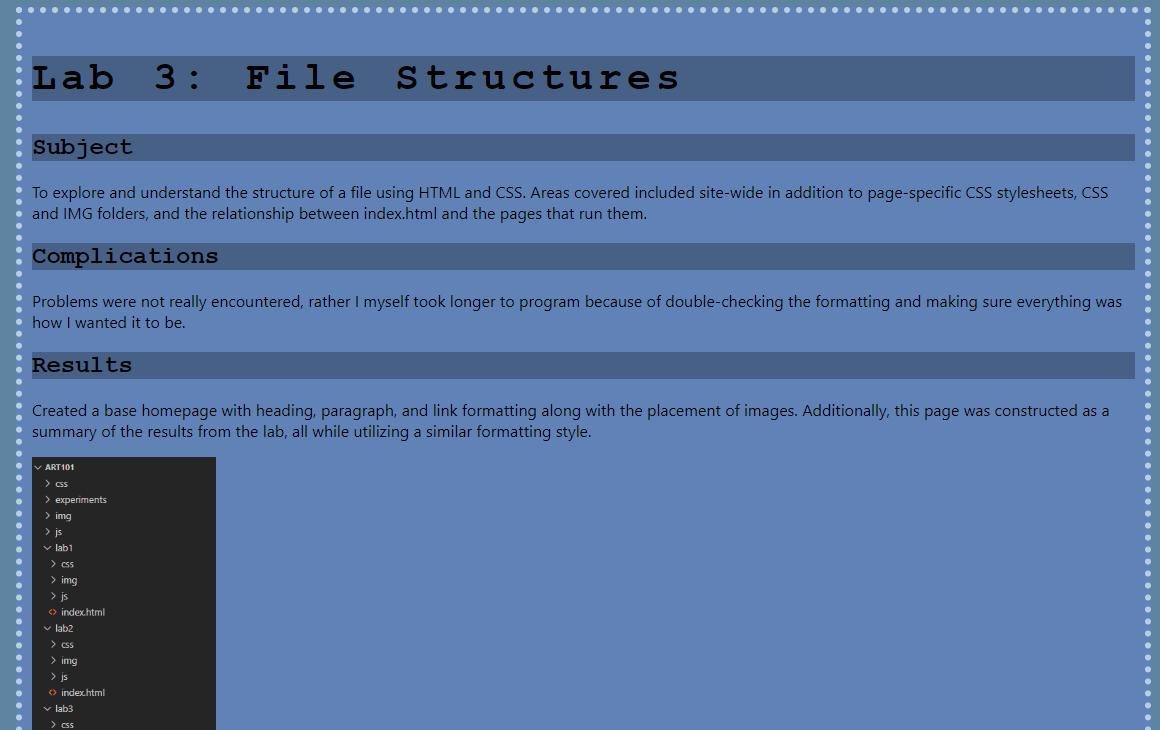 Lab 3: File Structures
Subject
To explore and understand the structure of a file using HTML and CSS. Areas covered included site-wide in addition to page-specific CSS stylesheets, CSS
and IMG folders, and the relationship between index.html and the pages that run them.
Complications
Problems were not really encountered, rather I myself took longer to program because of double-checking the formatting and making sure everything was
how I wanted it to be.
Results
Created a base homepage with heading, paragraph, and link formatting along with the placement of images. Additionally, this page was constructed as a
summary of the results from the lab, all while utilizing a similar formatting style.
ART101
css
experiments
img
js
lab1
css
img
js
index.html
lab2
css
img
js
index.html
lab3
css